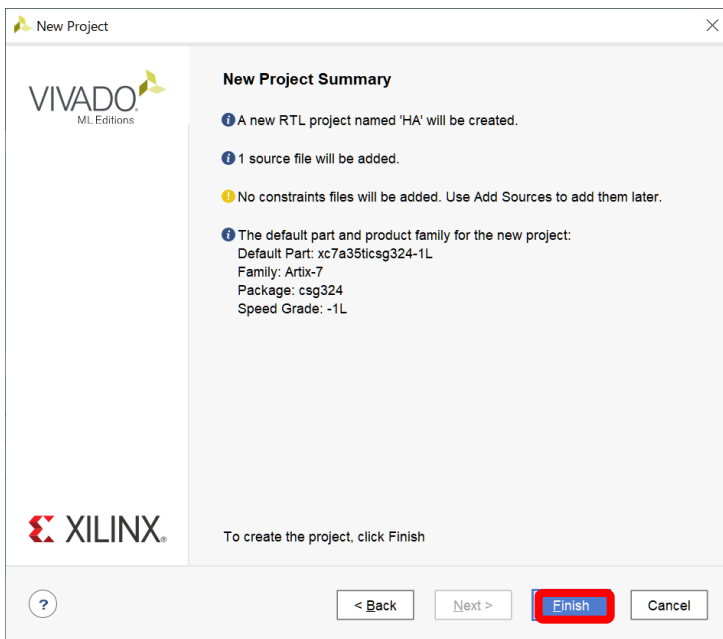 New Project
VIVADO
ML Editions
New Project Summary
A new RTL project named 'HA' will be created.
1 source file will be added.
No constraints files will be added. Use Add Sources to add them later.
The default part and product family for the new project:
Default Part: xc7a35ticsg324-1L
Family: Artix-7
Package: csg324
Speed Grade: -1L
XILINX
To create the project, click Finish
?
< Back
Next >
Finish
Cancel